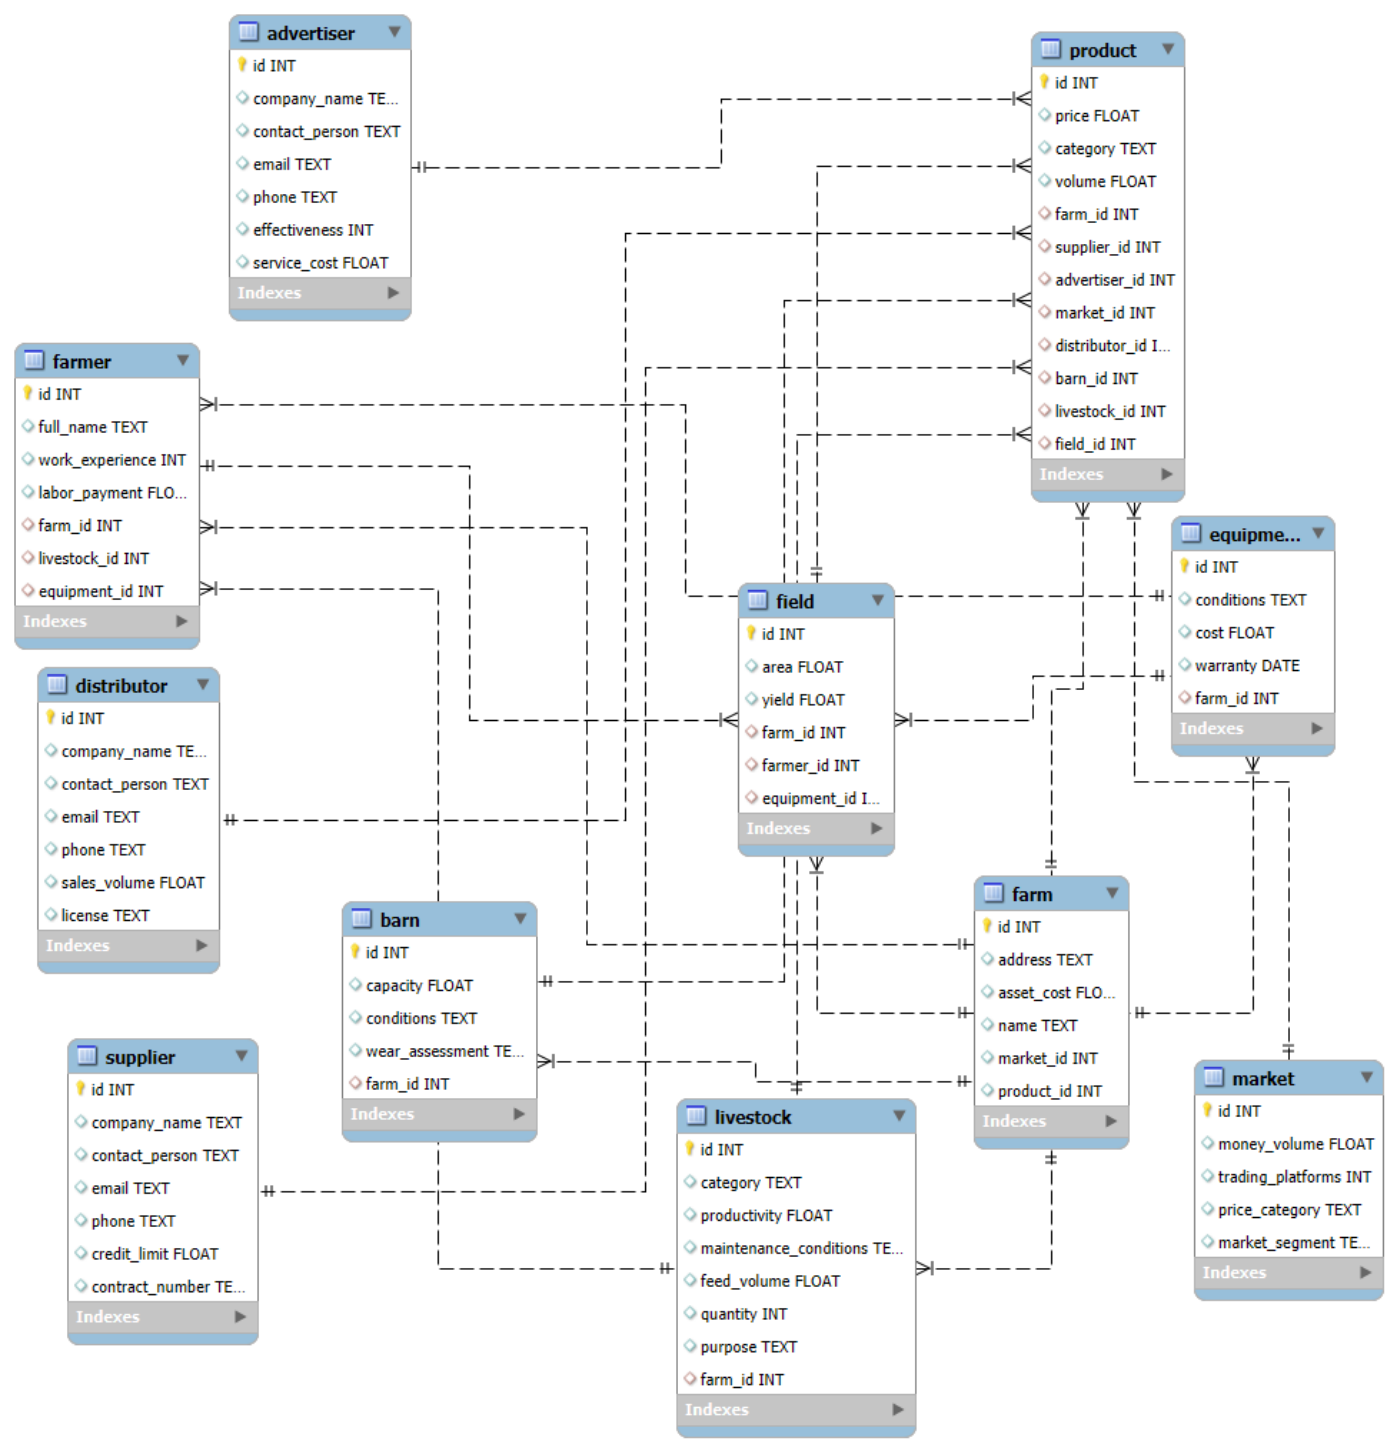 advertiser
id INT
company_name TE...
contact_person TEXT
email TEXT
phone TEXT
effectiveness INT
service_cost FLOAT
Indexes
product
id INT
price FLOAT
category TEXT
volume FLOAT
farm_id INT
supplier_id INT
advertiser_id INT
market_id INT
distributor_id I...
barn_id INT
livestock_id INT
field_id INT
Indexes
farmer
id INT
full_name TEXT
work_experience INT
labor_payment FLO...
farm_id INT
livestock_id INT
equipment_id INT
Indexes
equipme...
id INT
conditions TEXT
cost FLOAT
warranty DATE
farm_id INT
Indexes
field
id INT
area FLOAT
yield FLOAT
farm_id INT
farmer_id INT
equipment_id I...
Indexes
distributor
id INT
company_name TE...
contact_person TEXT
email TEXT
phone TEXT
sales_volume FLOAT
license TEXT
Indexes
barn
id INT
capacity FLOAT
conditions TEXT
wear_assessment TE...
farm_id INT
Indexes
farm
id INT
address TEXT
asset_cost FLO...
name TEXT
market_id INT
product_id INT
Indexes
supplier
id INT
company_name TEXT
contact_person TEXT
email TEXT
phone TEXT
credit_limit FLOAT
contract_number TE...
Indexes
livestock
id INT
category TEXT
productivity FLOAT
maintenance_conditions TE...
feed_volume FLOAT
quantity INT
purpose TEXT
farm_id INT
Indexes
market
id INT
money_volume FLOAT
trading_platforms INT
price_category TEXT
market_segment TE...
Indexes